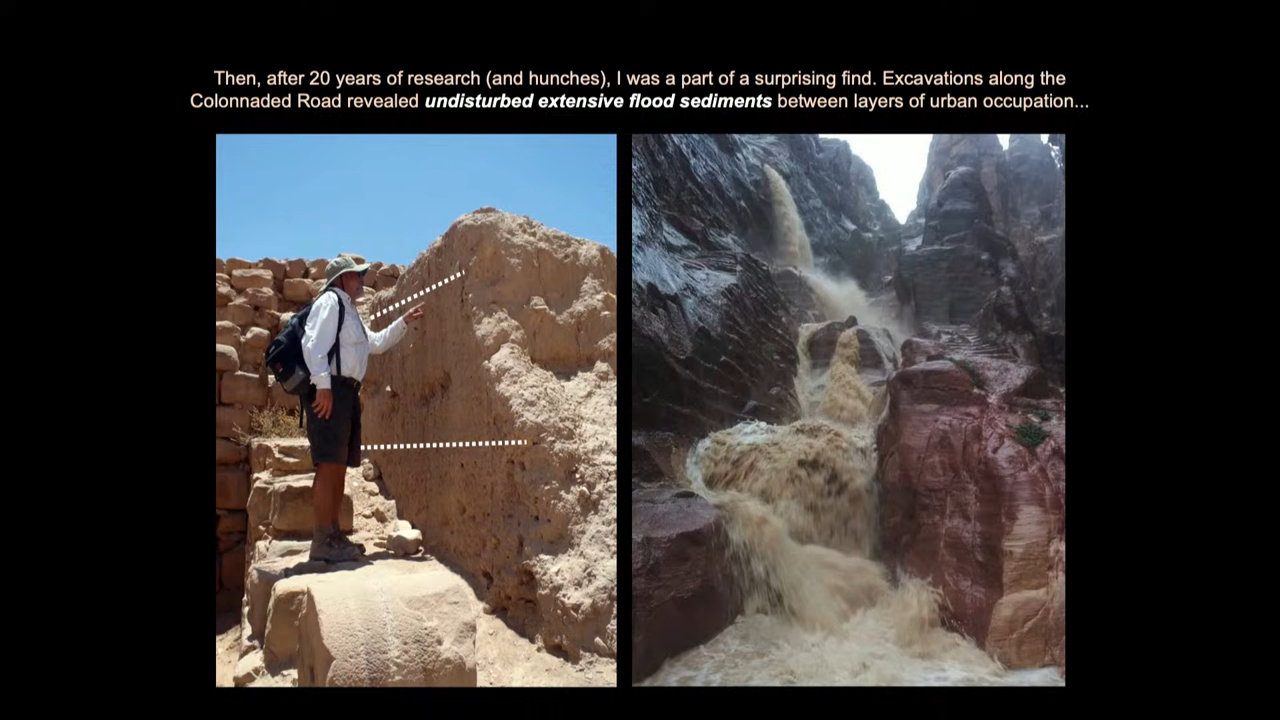 Then, after 20 years of research (and hunches), I was a part of a surprising find. Excavations along the
Colonnaded Road revealed undisturbed extensive flood sediments between layers of urban occupation...